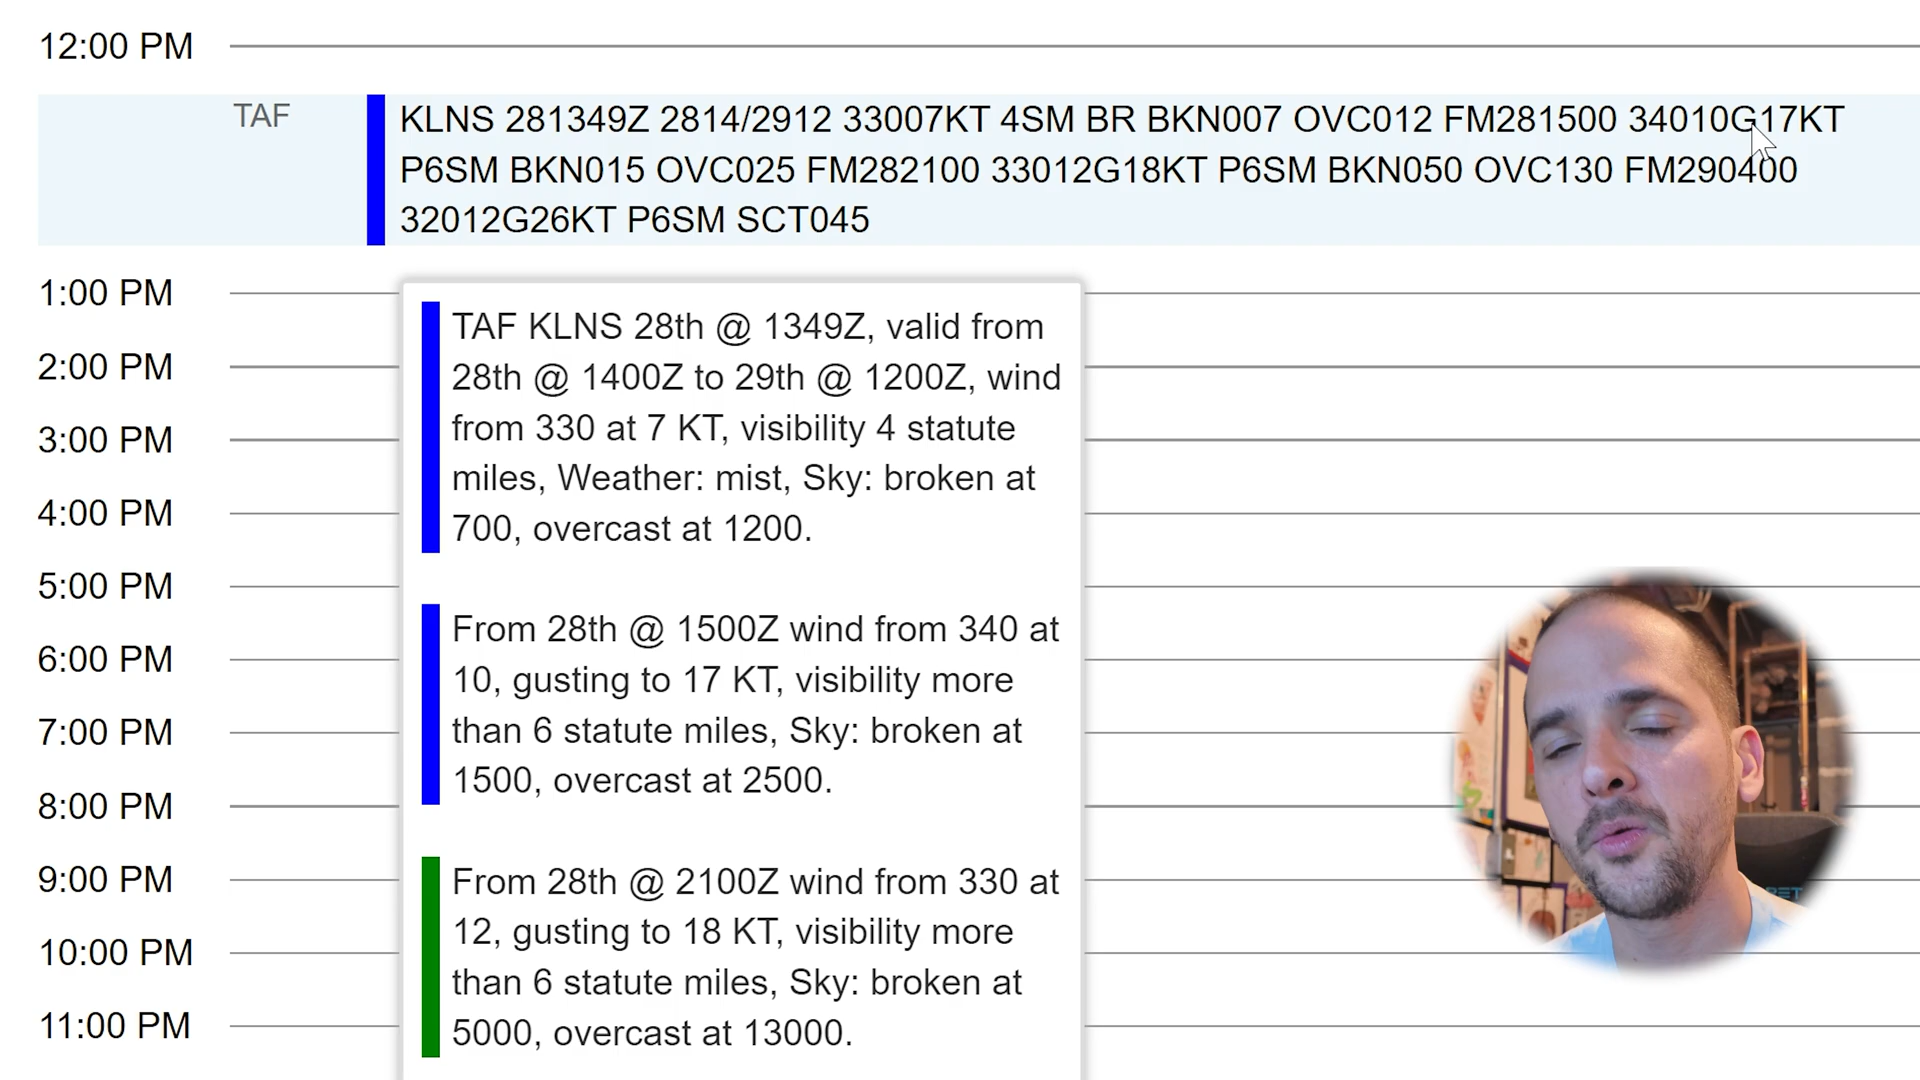 12:00 PM
TAF
KLNS 281349Z 2814/2912 33007KT 4SM BR BKN007 OVC012 FM281500 34010G17KT
P6SM BKN015 OVC025 FM282100 33012G18KT P6SM BKN050 OVC130 FM290400
32012G26KT P6SM SCT045
1:00 PM
2:00 PM
3:00 PM
4:00 PM
5:00 PM
6:00 PM
7:00 PM
8:00 PM
9:00 PM
10:00 PM
11:00 PM
TAF KLNS 28th @ 1349Z, valid from
28th @ 1400Z to 29th @ 1200Z, wind
from 330 at 7 KT, visibility 4 statute
miles, Weather: mist, Sky: broken at
700, overcast at 1200.
From 28th @ 1500Z wind from 340 at
10, gusting to 17 KT, visibility more
than 6 statute miles, Sky: broken at
1500, overcast at 2500.
From 28th @ 2100Z wind from 330 at
12, gusting to 18 KT, visibility more
than 6 statute miles, Sky: broken at
5000, overcast at 13000.